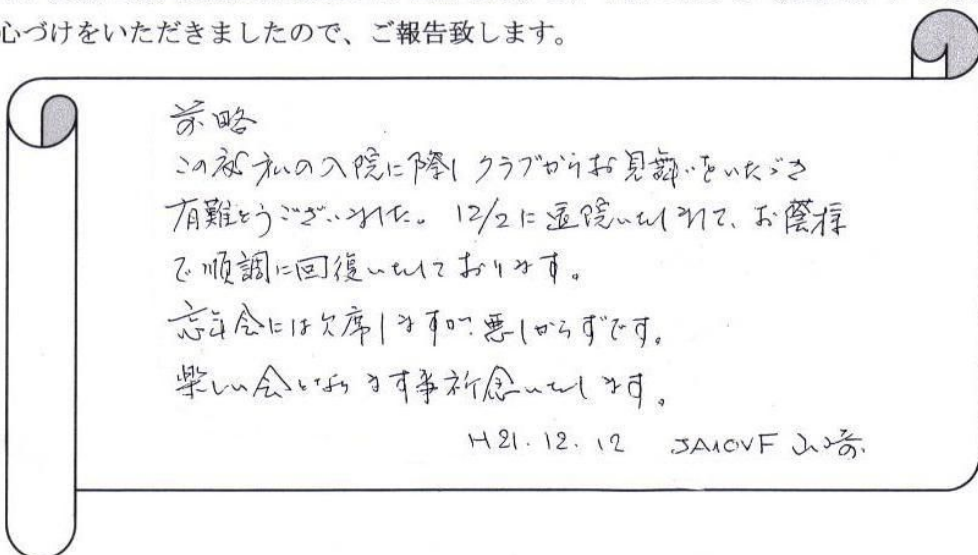 心づけをいただきましたので、ご報告致します。
前略
この成私の入院に際しクラブからお見舞いをいただき
有難とうございました。12/2に退院いたしまして、お蔭様
で順調に回復いたしております。
忘年会には欠席しますが、悪しからずです。
楽しい会となります事祈念いたします。
H21.12.12 JA1OVF 山崎